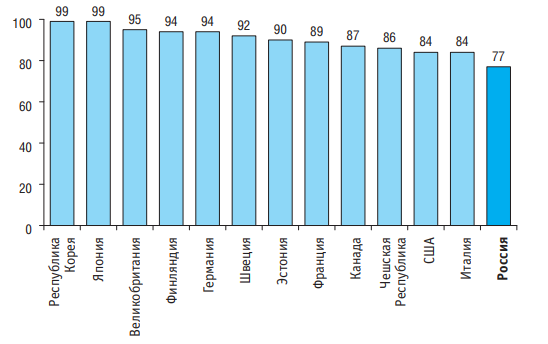 99 99 95 94 94 92 90 89 87 86 84 84 77
100
80
60
40
20
0
Республика
Корея
Япония
Великобритания
Финляндия
Германия
Швеция
Эстония
Франция
Канада
Чешская
Республика
США
Италия
Россия